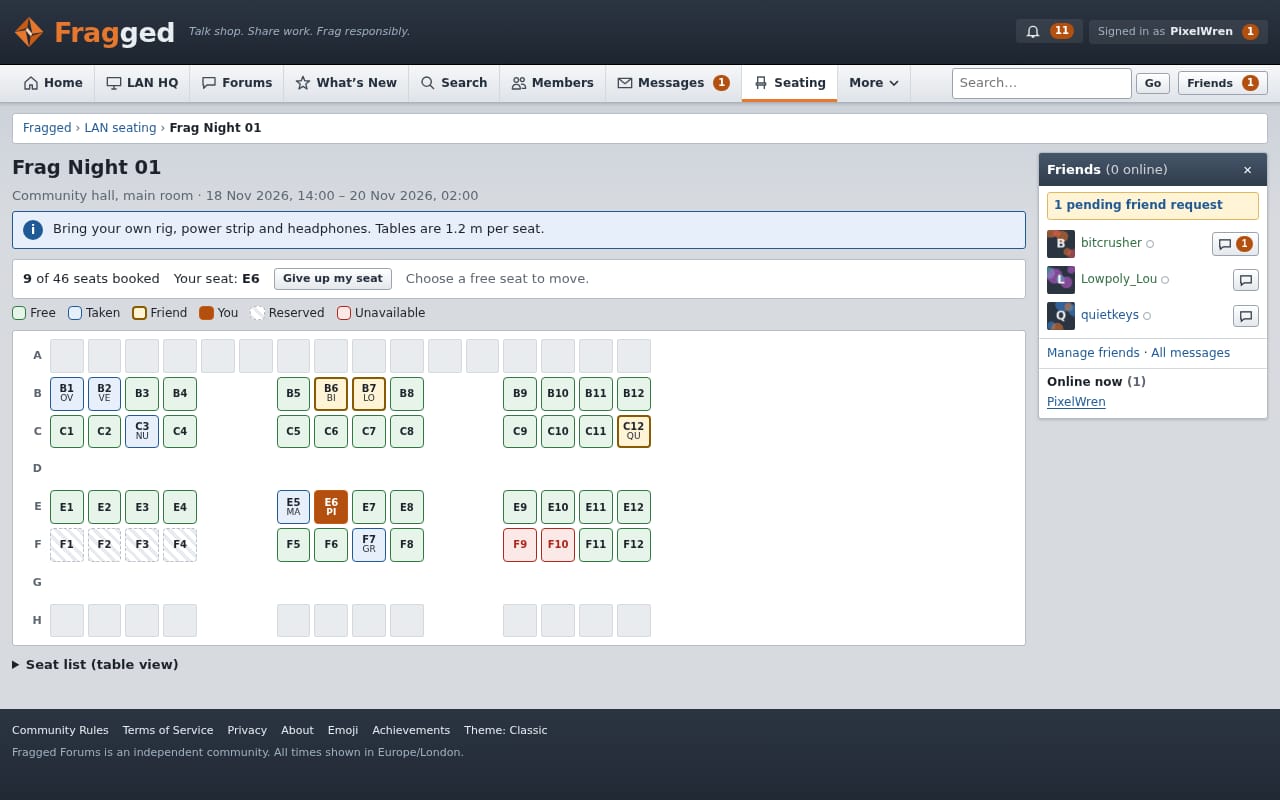 Fragged Talk shop. Share work. Frag responsibly. 11 Signed in as PixelWren 1
Home LAN HQ Forums What's New Search Members Messages 1 Seating More Search... Go Friends 1
Fragged › LAN seating › Frag Night 01
Frag Night 01
Community hall, main room · 18 Nov 2026, 14:00 – 20 Nov 2026, 02:00
i Bring your own rig, power strip and headphones. Tables are 1.2 m per seat.
9 of 46 seats booked Your seat: E6 Give up my seat Choose a free seat to move.
Free Taken Friend You Reserved Unavailable
A
B B1 B2 B3 B4 B5 B6 B7 B8 B9 B10 B11 B12
OV VE BI LO
C C1 C2 C3 C4 C5 C6 C7 C8 C9 C10 C11 C12
NU QU
D
E E1 E2 E3 E4 E5 E6 E7 E8 E9 E10 E11 E12
MA PI
F F1 F2 F3 F4 F5 F6 F7 F8 F9 F10 F11 F12
GR
G
H
Seat list (table view)
Friends (0 online) ×
1 pending friend request
B bitcrusher 1
L Lowpoly_Lou
Q quietkeys
Manage friends · All messages
Online now (1)
PixelWren
Community Rules Terms of Service Privacy About Emoji Achievements Theme: Classic
Fragged Forums is an independent community. All times shown in Europe/London.